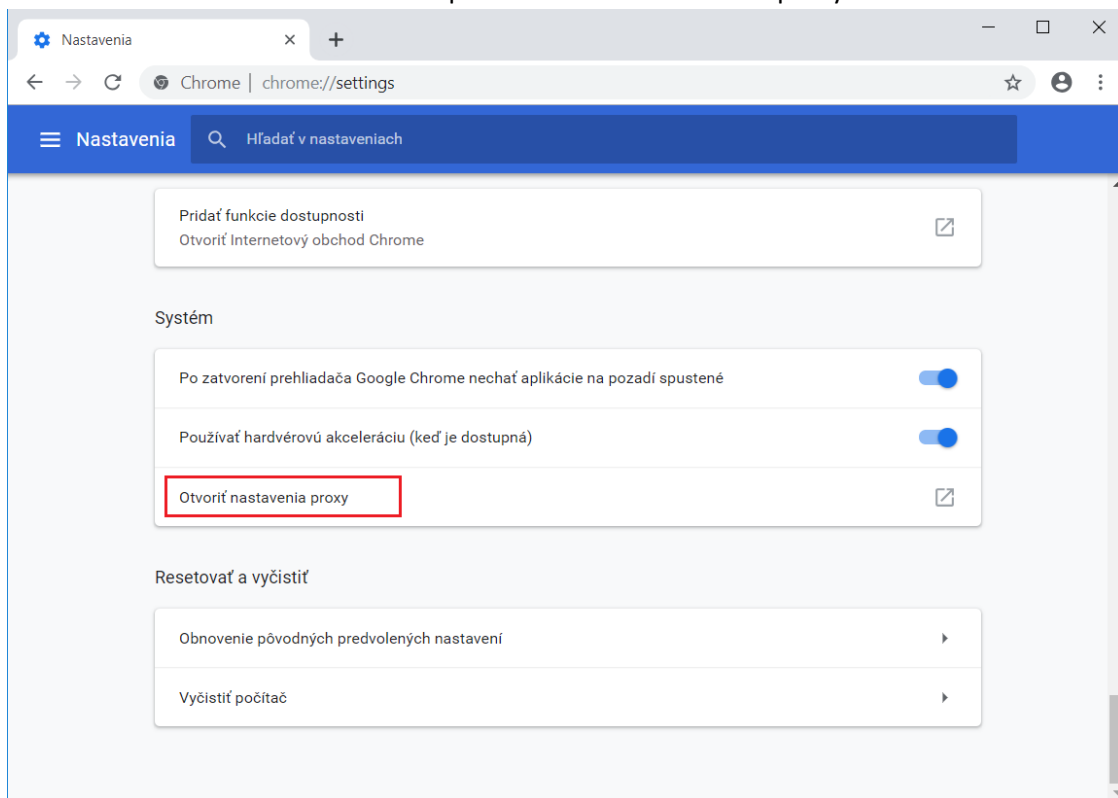 Nastavenia
Chrome | chrome://settings
Nastavenia
Hľadať v nastaveniach
Pridať funkcie dostupnosti
Otvoriť Internetový obchod Chrome
Systém
Po zatvorení prehliadača Google Chrome nechať aplikácie na pozadí spustené
Používať hardvérovú akceleráciu (keď je dostupná)
Otvoriť nastavenia proxy
Resetovať a vyčistiť
Obnovenie pôvodných predvolených nastavení
Vyčistiť počítač